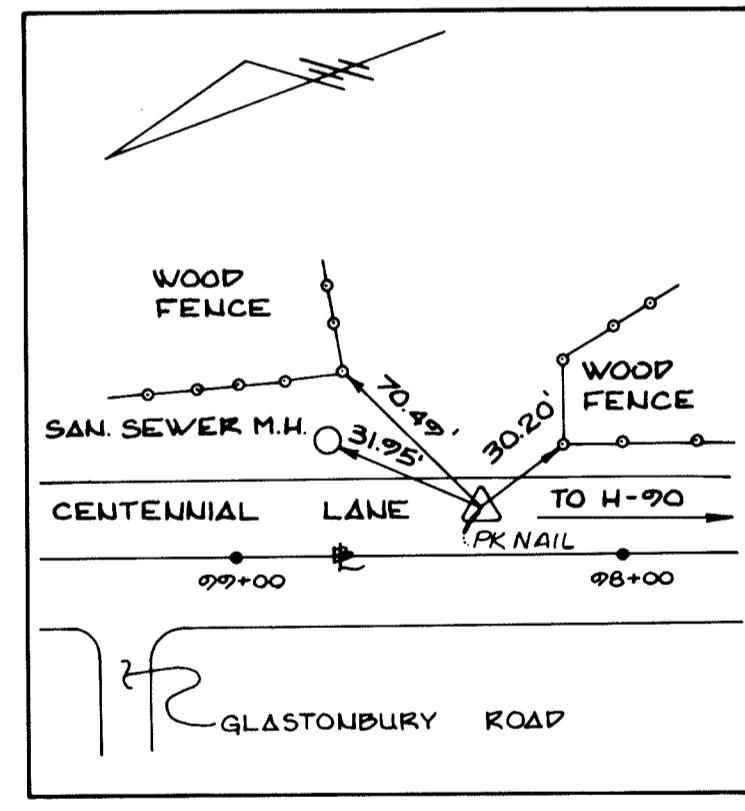 WOOD
FENCE
70.49'
WOOD
FENCE
30.20'
SAN. SEWER M.H.
31.95'
CENTENNIAL LANE
TO H-90
PK NAIL
99+00
98+00
GLASTONBURY ROAD